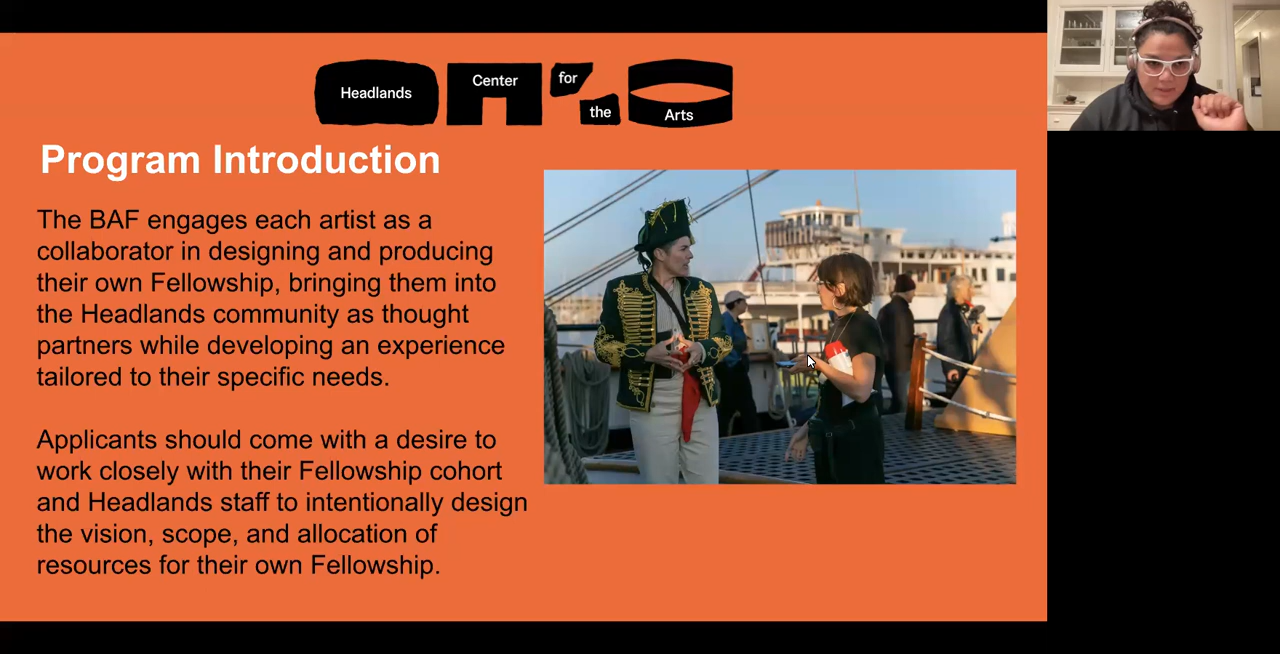 Headlands Center for the Arts
Program Introduction
The BAF engages each artist as a
collaborator in designing and producing
their own Fellowship, bringing them into
the Headlands community as thought
partners while developing an experience
tailored to their specific needs.
Applicants should come with a desire to
work closely with their Fellowship cohort
and Headlands staff to intentionally design
the vision, scope, and allocation of
resources for their own Fellowship.